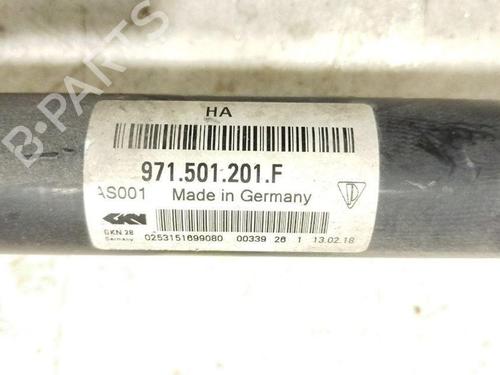 B-PARTS
HA
971.501.201.F
AS001 Made in Germany
GKN
GKN 28
Germany
0253151699080 00339 26 1 13.02.18